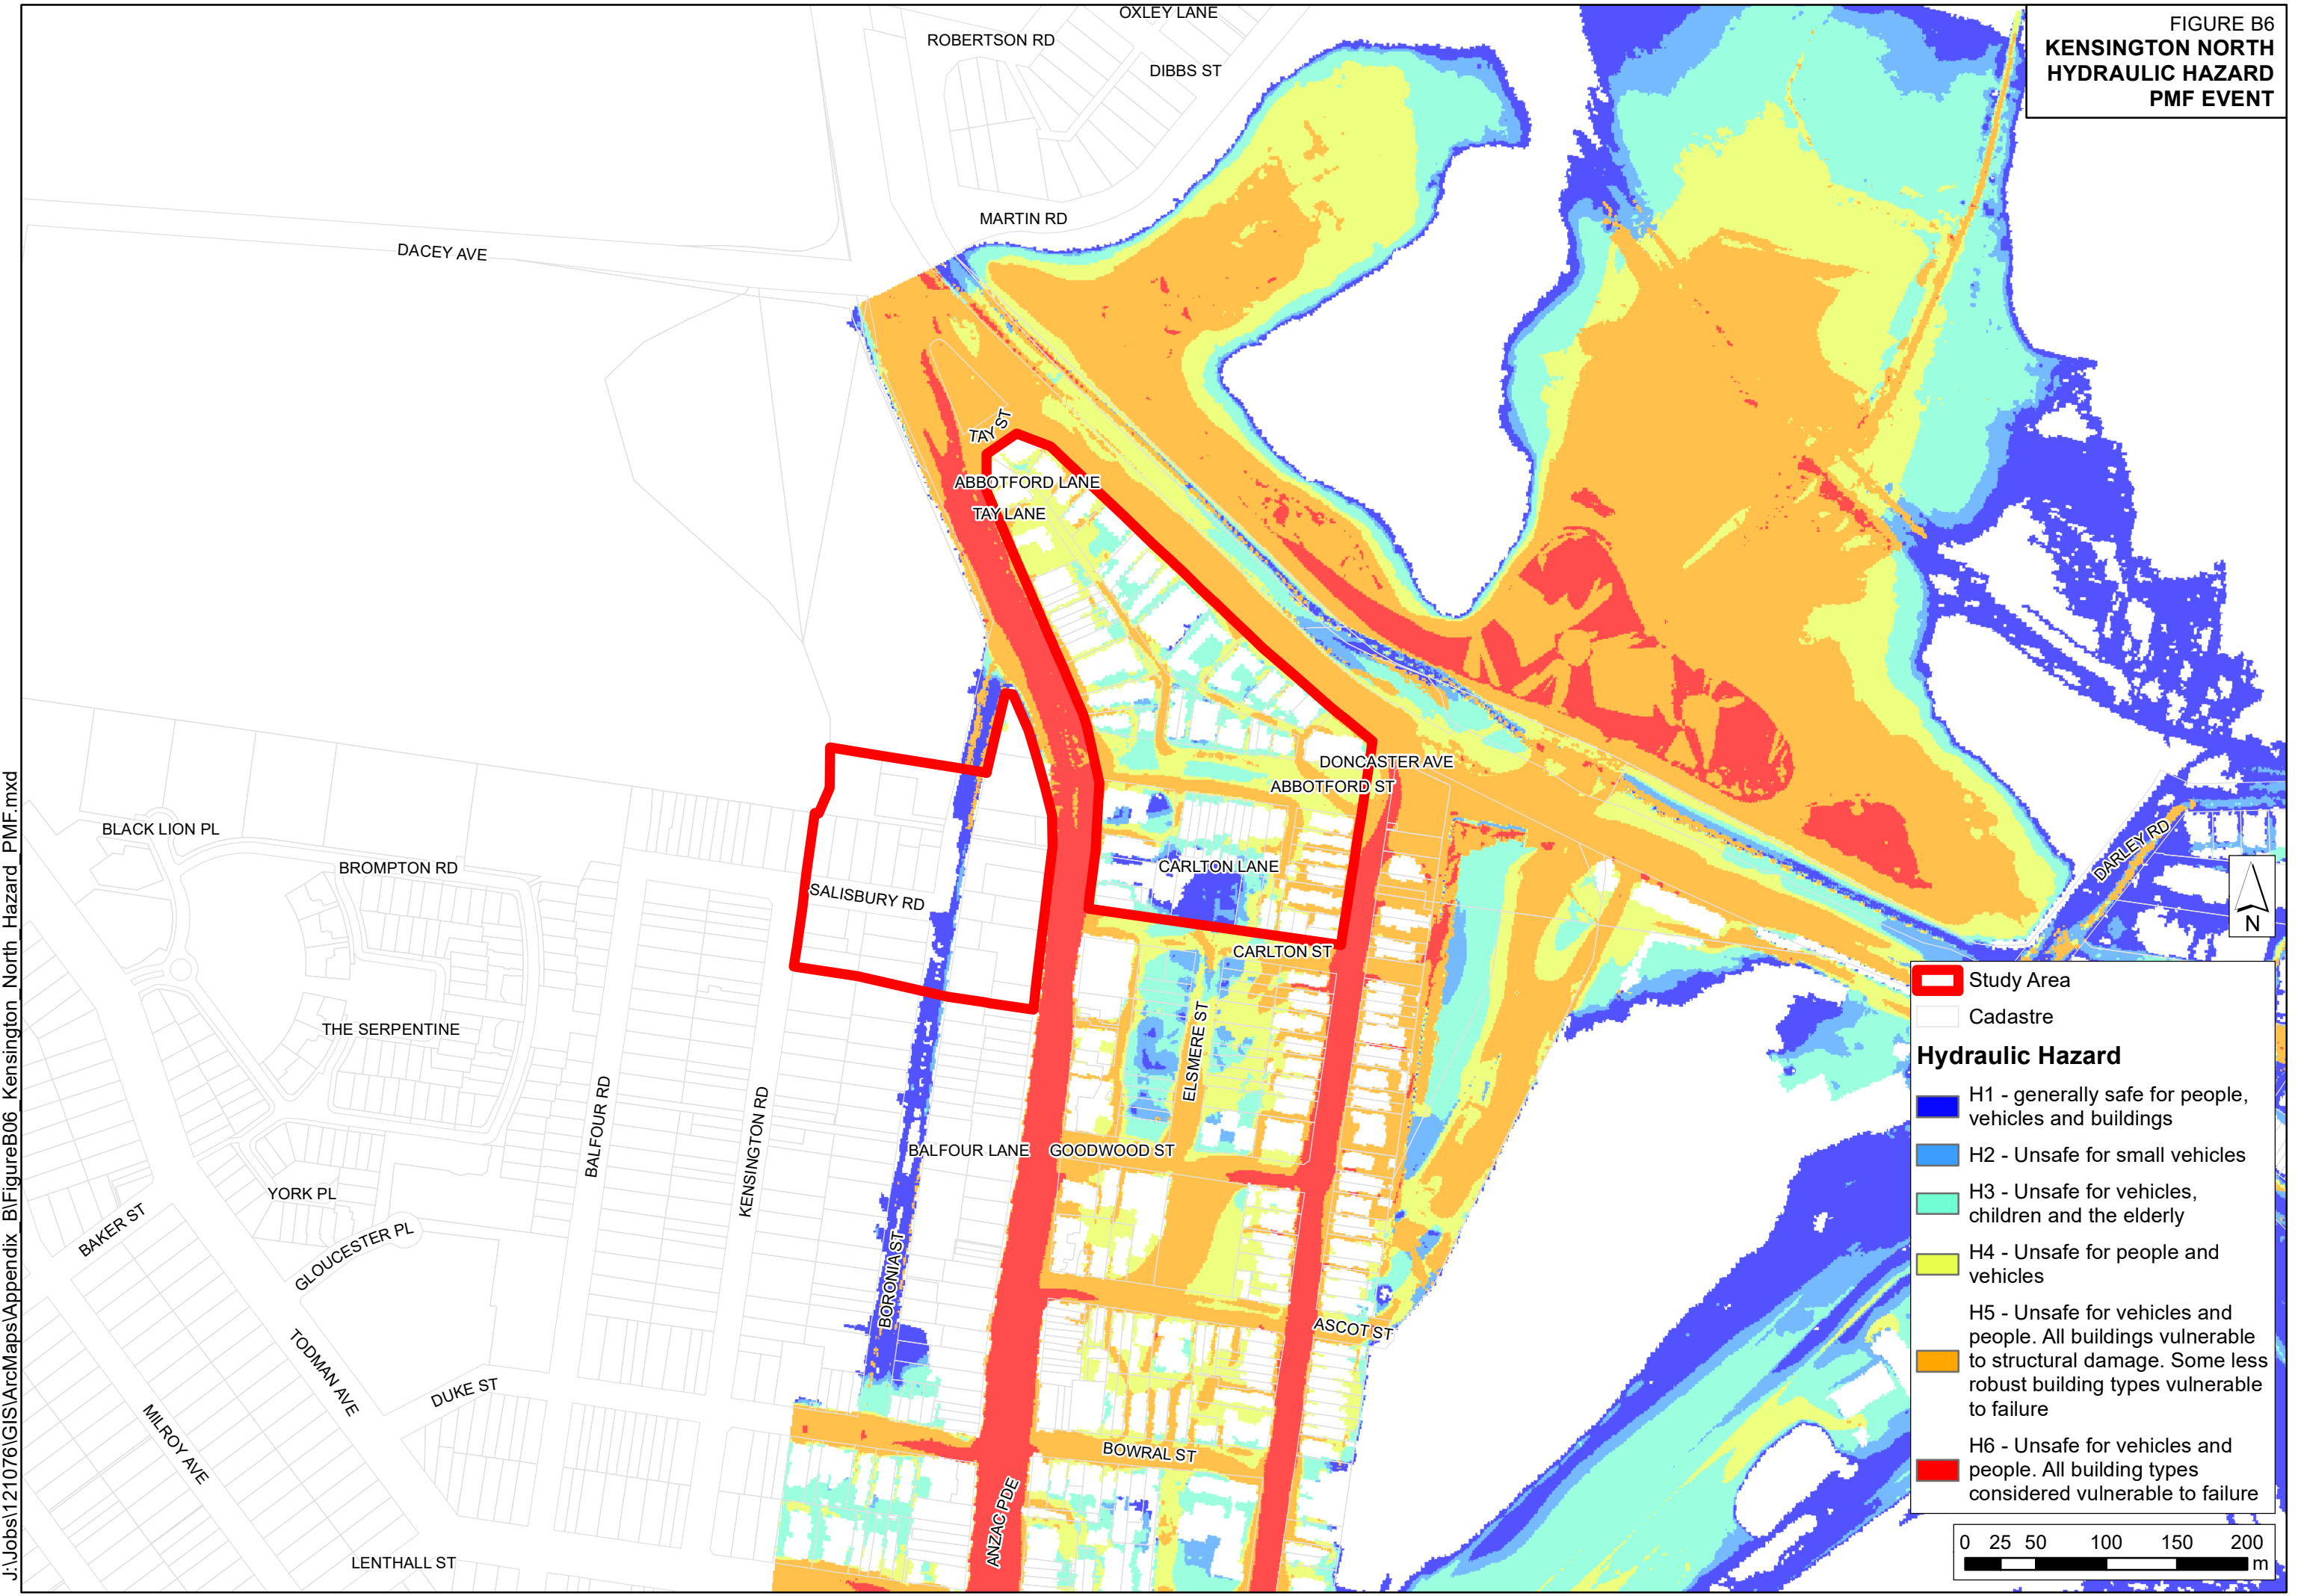 FIGURE B6
KENSINGTON NORTH
HYDRAULIC HAZARD
PMF EVENT
OXLEY LANE
ROBERTSON RD
DIBBS ST
MARTIN RD
DACEY AVE
TAY ST
ABBOTFORD LANE
TAY LANE
DONCASTER AVE
ABBOTFORD ST
BLACK LION PL
BROMPTON RD
CARLTON LANE
SALISBURY RD
DARLEY RD
CARLTON ST
THE SERPENTINE
ELSMERE ST
BALFOUR RD
KENSINGTON RD
BALFOUR LANE
GOODWOOD ST
YORK PL
BAKER ST
GLOUCESTER PL
BORONIA ST
ASCOT ST
TODMAN AVE
DUKE ST
MILROY AVE
BOWRAL ST
ANZAC PDE
LENTHALL ST
N
Study Area
Cadastre
Hydraulic Hazard
H1 - generally safe for people,
vehicles and buildings
H2 - Unsafe for small vehicles
H3 - Unsafe for vehicles,
children and the elderly
H4 - Unsafe for people and
vehicles
H5 - Unsafe for vehicles and
people. All buildings vulnerable
to structural damage. Some less
robust building types vulnerable
to failure
H6 - Unsafe for vehicles and
people. All building types
considered vulnerable to failure
0 25 50 100 150 200
m
J:\Jobs\121076\GIS\ArcMaps\Appendix_B\FigureB06_Kensington_North_Hazard_PMF.mxd